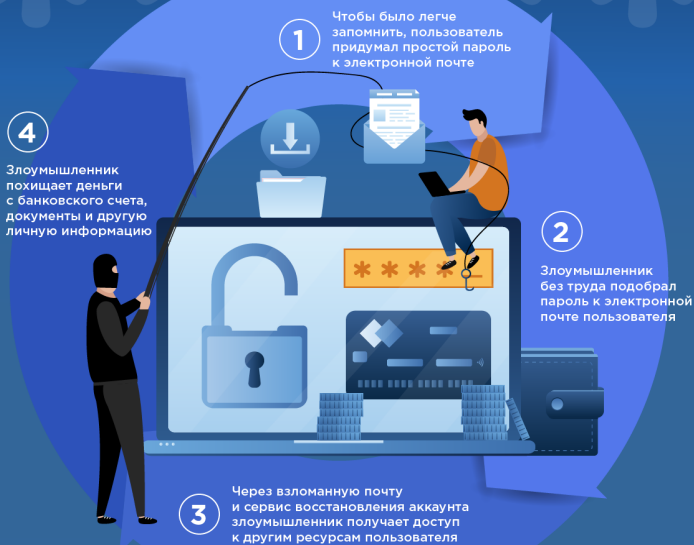 1
Чтобы было легче
запомнить, пользователь
придумал простой пароль
к электронной почте
2
Злоумышленник
без труда подобрал
пароль к электронной
почте пользователя
3
Через взломанную почту
и сервис восстановления аккаунта
злоумышленник получает доступ
к другим ресурсам пользователя
4
Злоумышленник
похищает деньги
с банковского счета,
документы и другую
личную информацию